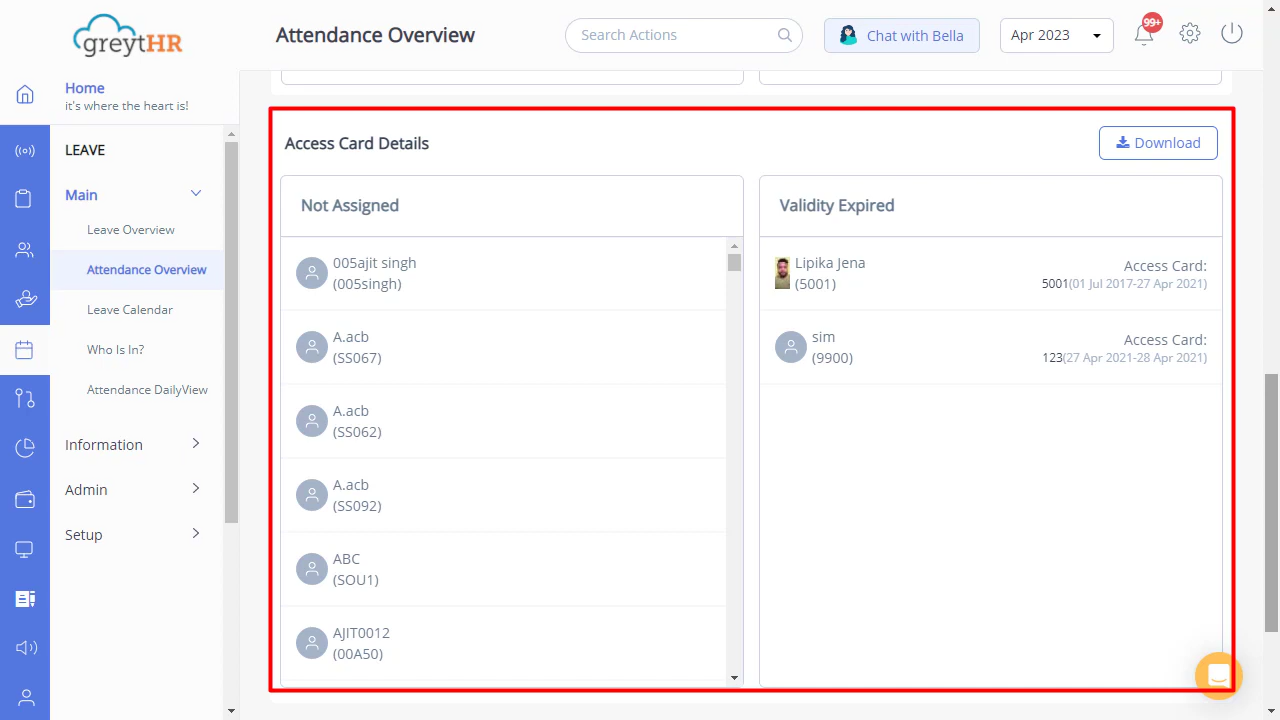 greytHR
Attendance Overview
Search Actions
Chat with Bella
Apr 2023
99+
Home
it's where the heart is!
LEAVE
Main
Leave Overview
Attendance Overview
Leave Calendar
Who Is In?
Attendance DailyView
Information
Admin
Setup
Access Card Details
Download
Not Assigned
005ajit singh
(005singh)
A.acb
(SS067)
A.acb
(SS062)
A.acb
(SS092)
ABC
(SOU1)
AJIT0012
(00A50)
Validity Expired
Lipika Jena
(5001)
Access Card:
5001(01 Jul 2017-27 Apr 2021)
sim
(9900)
Access Card:
123(27 Apr 2021-28 Apr 2021)